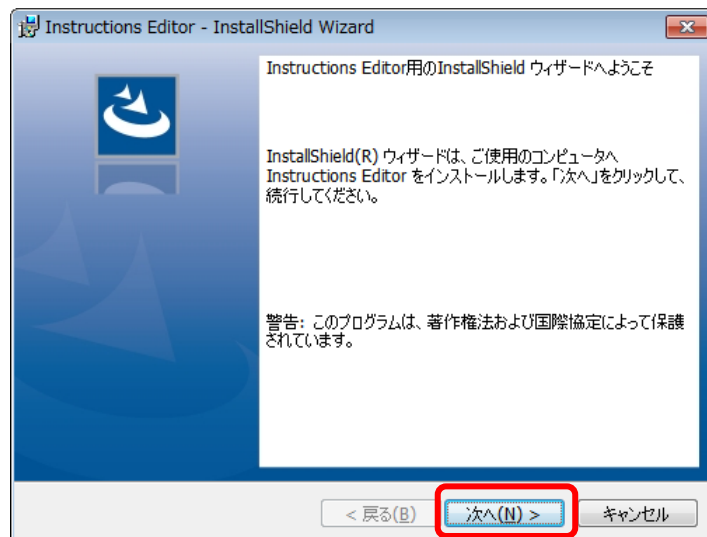 Instructions Editor - InstallShield Wizard
Instructions Editor用のInstallShield ウィザードへようこそ
InstallShield(R) ウィザードは、ご使用のコンピュータへ
Instructions Editor をインストールします。「次へ」をクリックして、
続行してください。
警告: このプログラムは、著作権法および国際協定によって保護
されています。
< 戻る(B)
次へ(N) >
キャンセル